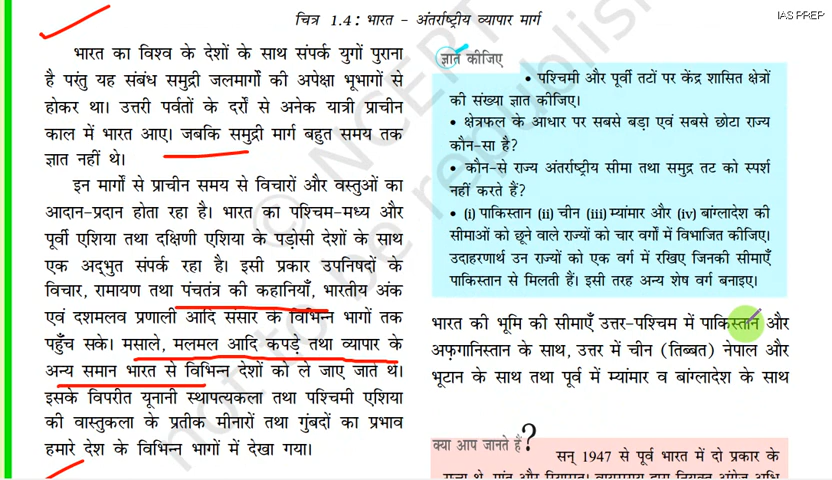 चित्र 1.4: भारत – अंतर्राष्ट्रीय व्यापार मार्ग
IAS PREP
भारत का विश्व के देशों के साथ संपर्क युगों पुराना
है परंतु यह संबंध समुद्री जलमार्गों की अपेक्षा भूभागों से
होकर था। उत्तरी पर्वतों के दर्रों से अनेक यात्री प्राचीन
काल में भारत आए। जबकि समुद्री मार्ग बहुत समय तक
ज्ञात नहीं थे।
इन मार्गों से प्राचीन समय से विचारों और वस्तुओं का
आदान-प्रदान होता रहा है। भारत का पश्चिम-मध्य और
पूर्वी एशिया तथा दक्षिणी एशिया के पड़ोसी देशों के साथ
एक अद्भुत संपर्क रहा है। इसी प्रकार उपनिषदों के
विचार, रामायण तथा पंचतंत्र की कहानियाँ, भारतीय अंक
एवं दशमलव प्रणाली आदि संसार के विभिन्न भागों तक
पहुँच सके। मसाले, मलमल आदि कपड़े तथा व्यापार के
अन्य समान भारत से विभिन्न देशों को ले जाए जाते थे।
इसके विपरीत यूनानी स्थापत्यकला तथा पश्चिमी एशिया
की वास्तुकला के प्रतीक मीनारों तथा गुंबदों का प्रभाव
हमारे देश के विभिन्न भागों में देखा गया।
ज्ञात कीजिए
• पश्चिमी और पूर्वी तटों पर केंद्र शासित क्षेत्रों
की संख्या ज्ञात कीजिए।
• क्षेत्रफल के आधार पर सबसे बड़ा एवं सबसे छोटा राज्य
कौन-सा है?
• कौन-से राज्य अंतर्राष्ट्रीय सीमा तथा समुद्र तट को स्पर्श
नहीं करते हैं?
• (i) पाकिस्तान (ii) चीन (iii) म्यांमार और (iv) बांग्लादेश की
सीमाओं को छूने वाले राज्यों को चार वर्गों में विभाजित कीजिए।
उदाहरणार्थ उन राज्यों को एक वर्ग में रखिए जिनकी सीमाएँ
पाकिस्तान से मिलती हैं। इसी तरह अन्य शेष वर्ग बनाइए।
भारत की भूमि की सीमाएँ उत्तर-पश्चिम में पाकिस्तान और
अफ़गानिस्तान के साथ, उत्तर में चीन (तिब्बत) नेपाल और
भूटान के साथ तथा पूर्व में म्यांमार व बांग्लादेश के साथ
क्या आप जानते हैं ?
सन् 1947 से पूर्व भारत में दो प्रकार के
© NCERT
not to be republished